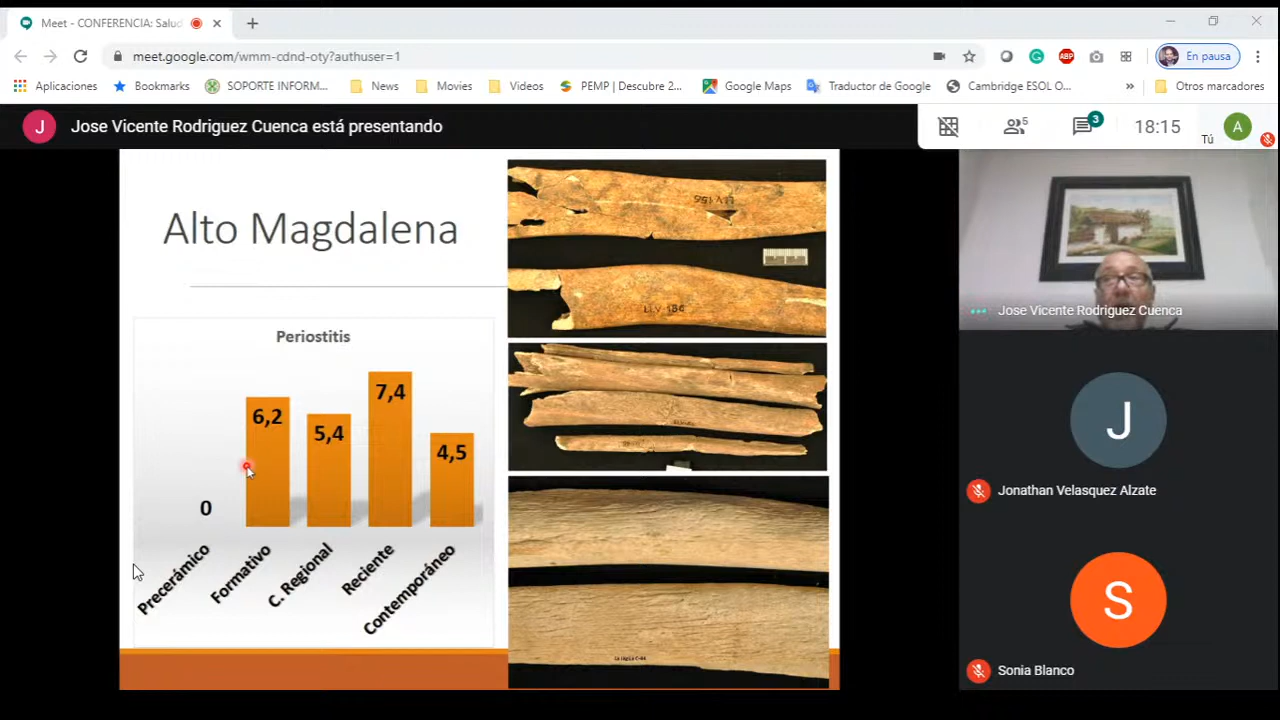 Meet - CONFERENCIA: Salud
meet.google.com/wmm-cdnd-oty?authuser=1
En pausa
Aplicaciones
Bookmarks
SOPORTE INFORM...
News
Movies
Videos
PEMP | Descubre 2...
Google Maps
Traductor de Google
Cambridge ESOL O...
»
Otros marcadores
J
Jose Vicente Rodriguez Cuenca está presentando
5
3
18:15
Tú
A
Alto Magdalena
Periostitis
0
6,2
5,4
7,4
4,5
Precerámico
Formativo
C. Regional
Reciente
Contemporáneo
Jose Vicente Rodriguez Cuenca
J
Jonathan Velasquez Alzate
S
Sonia Blanco